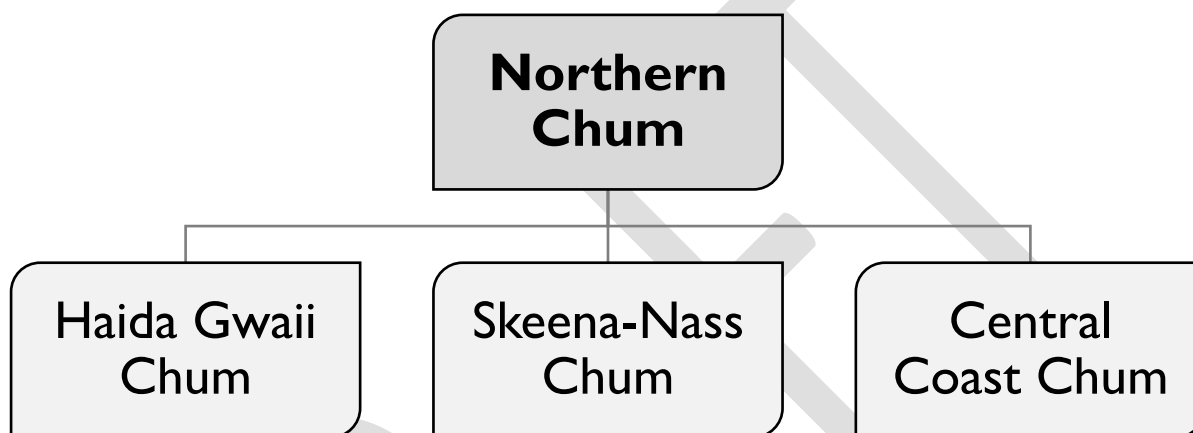 Northern
Chum
Haida Gwaii
Chum
Skeena-Nass
Chum
Central
Coast Chum